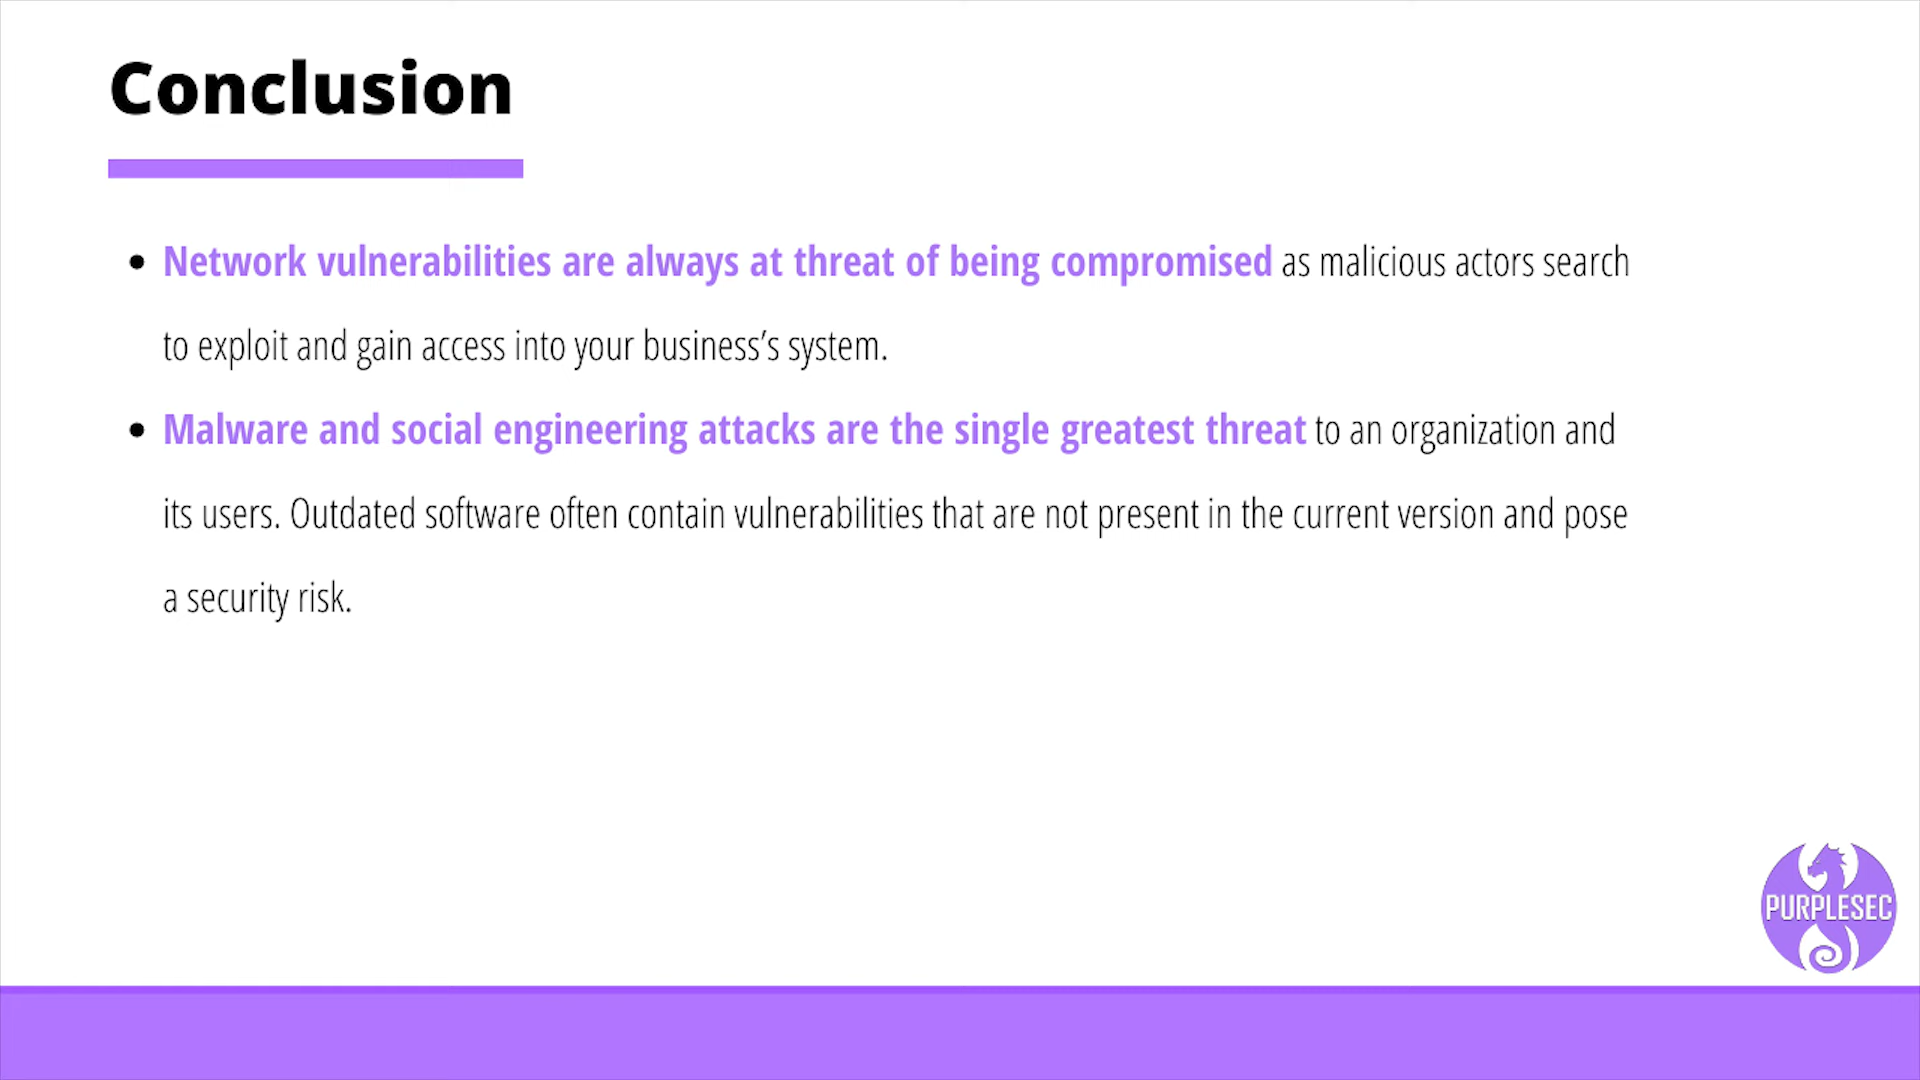 Conclusion
• Network vulnerabilities are always at threat of being compromised as malicious actors search
to exploit and gain access into your business’s system.
• Malware and social engineering attacks are the single greatest threat to an organization and
its users. Outdated software often contain vulnerabilities that are not present in the current version and pose
a security risk.
PURPLESEC